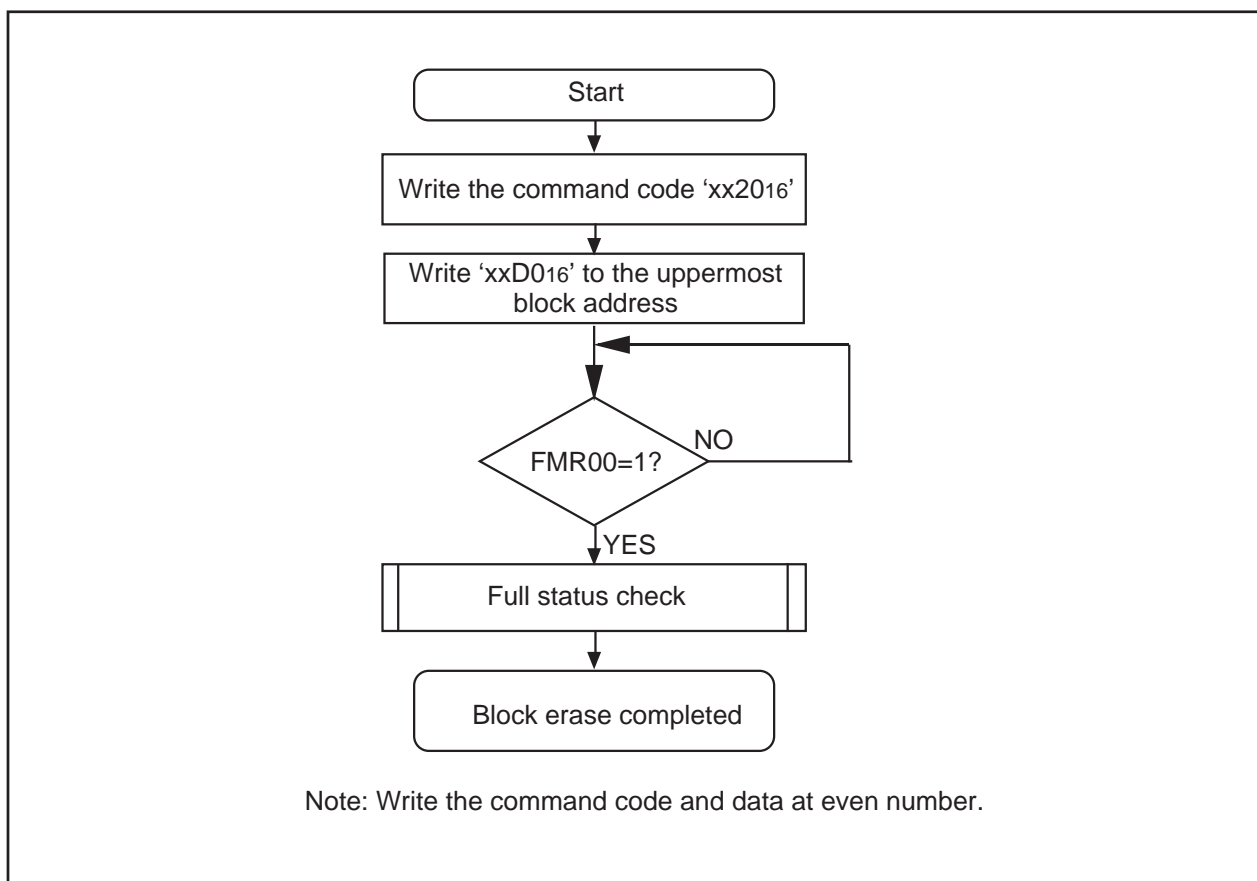 Start
Write the command code ‘xx2016’
Write ‘xxD016’ to the uppermost
block address
NO
FMR00=1?
YES
Full status check
Block erase completed
Note: Write the command code and data at even number.